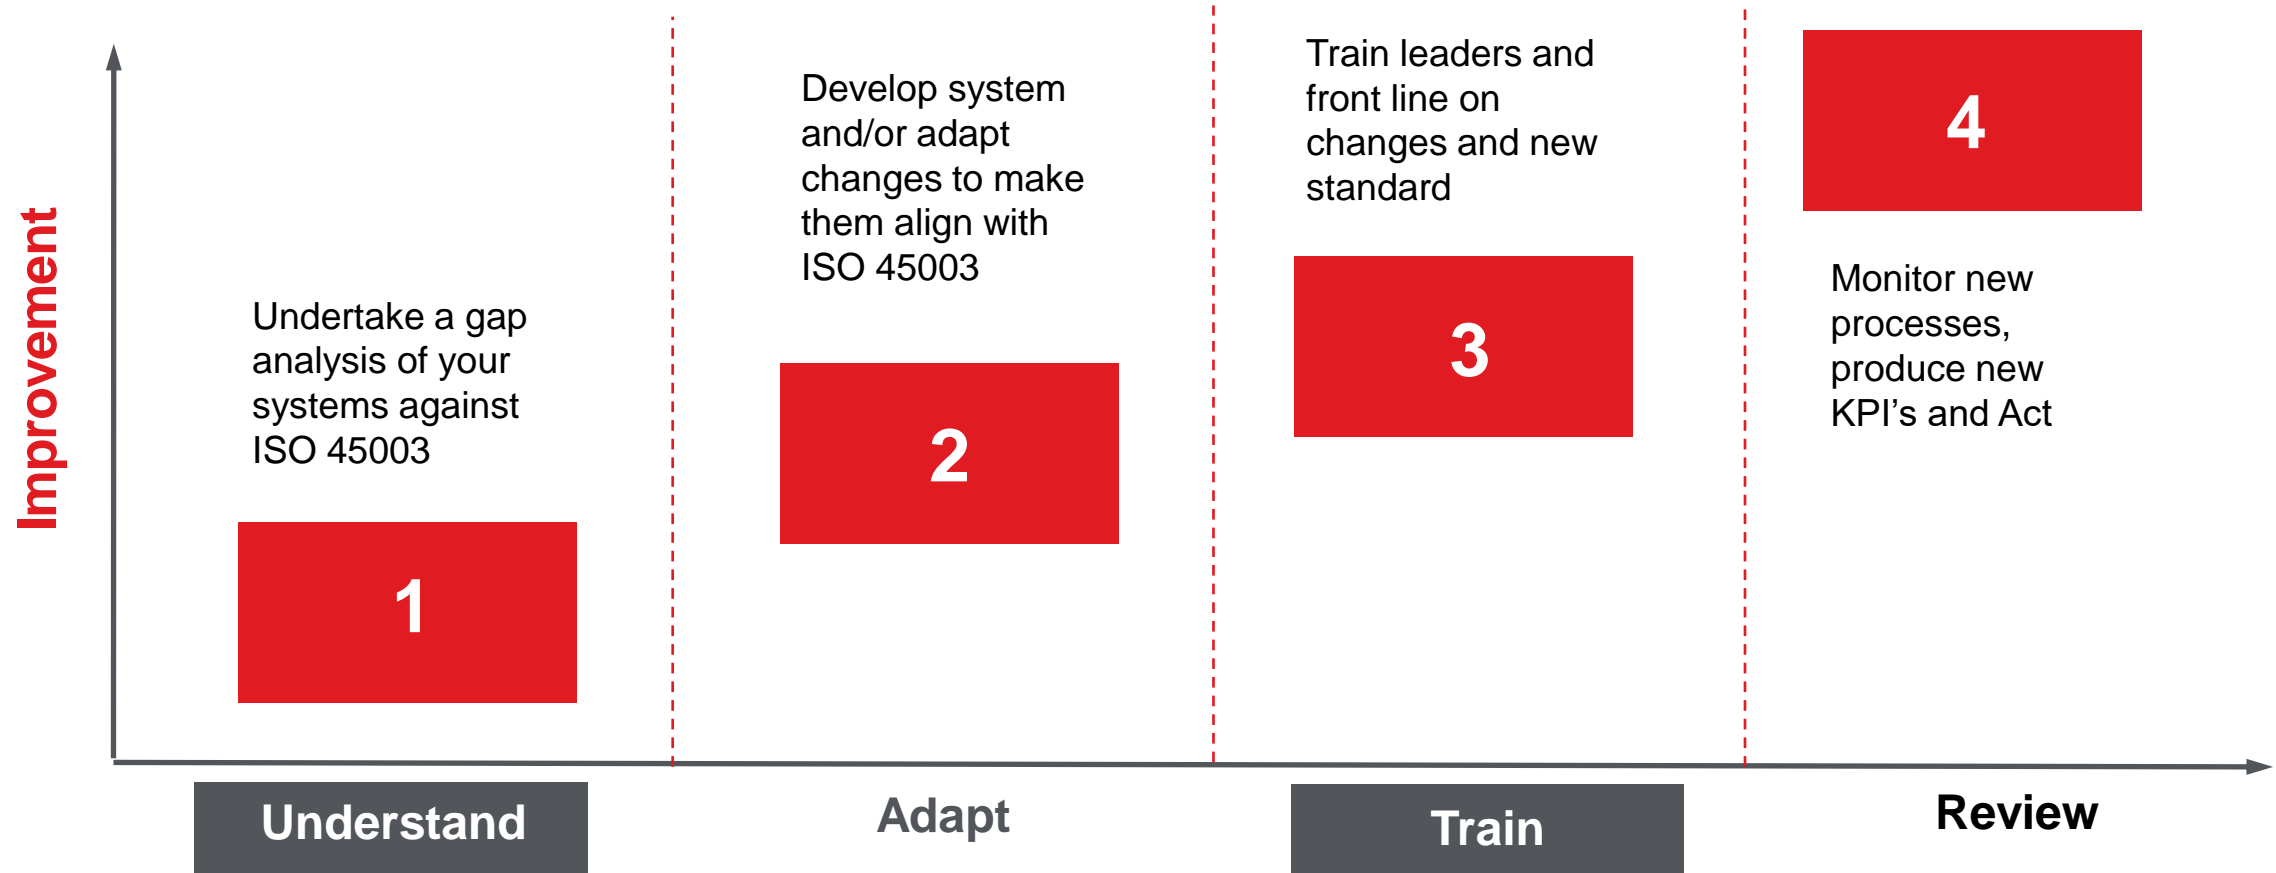 Improvement
Undertake a gap
analysis of your
systems against
ISO 45003
1
Understand
Develop system
and/or adapt
changes to make
them align with
ISO 45003
2
Adapt
Train leaders and
front line on
changes and new
standard
3
Train
4
Monitor new
processes,
produce new
KPI’s and Act
Review